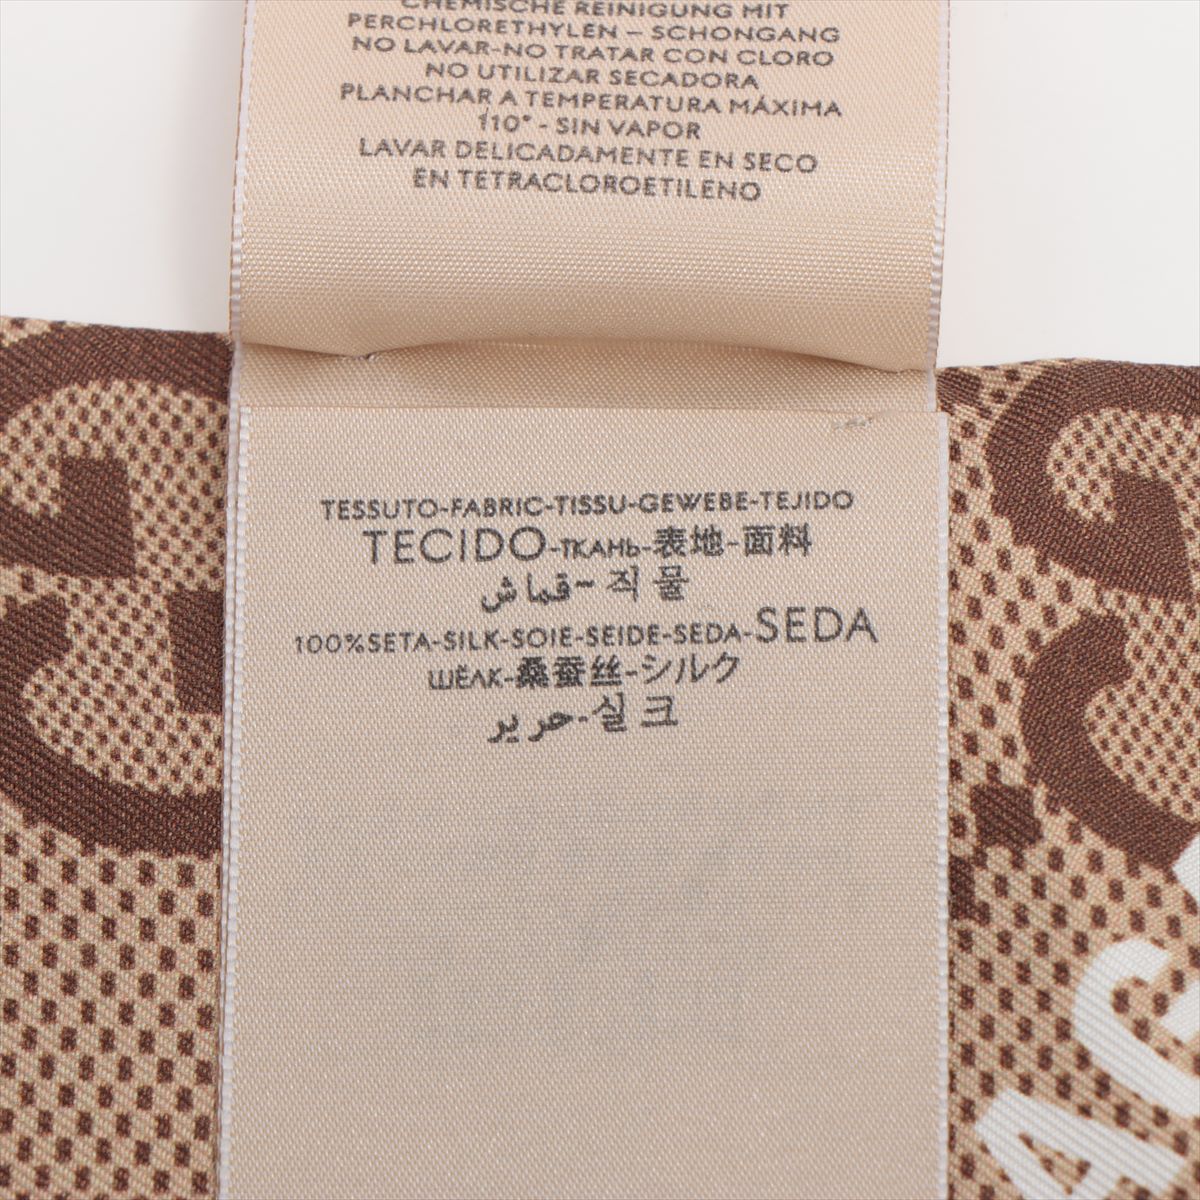 CHEMISCHE REINIGUNG MIT
PERCHLORETHYLEN – SCHONGANG
NO LAVAR-NO TRATAR CON CLORO
NO UTILIZAR SECADORA
PLANCHAR A TEMPERATURA MÁXIMA
110° - SIN VAPOR
LAVAR DELICADAMENTE EN SECO
EN TETRACLOROETILENO
TESSUTO-FABRIC-TISSU-GEWEBE-TEJIDO
TECIDO-ТКАНЬ-表地-面料
قماش-직물
100%SETA-SILK-SOIE-SEIDE-SEDA-SEDA
ШЁЛК-桑蚕丝-シルク
حرير-실크